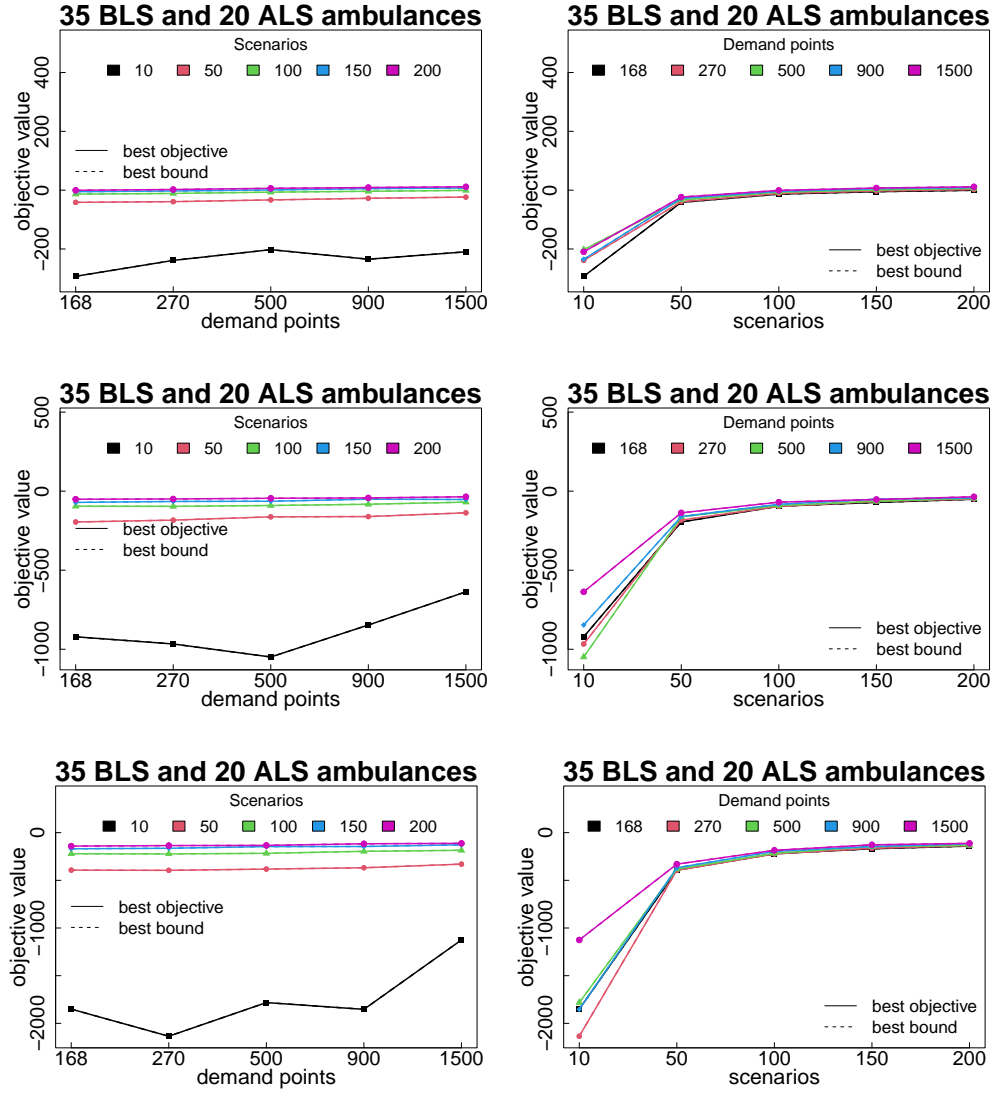 35 BLS and 20 ALS ambulances
Scenarios
10 50 100 150 200
best objective
best bound
objective value
−200 0 200 400
168 270 500 900 1500
demand points
35 BLS and 20 ALS ambulances
Demand points
168 270 500 900 1500
best objective
best bound
objective value
−200 0 200 400
10 50 100 150 200
scenarios
35 BLS and 20 ALS ambulances
Scenarios
10 50 100 150 200
best objective
best bound
objective value
−1000 −500 0 500
168 270 500 900 1500
demand points
35 BLS and 20 ALS ambulances
Demand points
168 270 500 900 1500
best objective
best bound
objective value
−1000 −500 0 500
10 50 100 150 200
scenarios
35 BLS and 20 ALS ambulances
Scenarios
10 50 100 150 200
best objective
best bound
objective value
−2000 −1000 0
168 270 500 900 1500
demand points
35 BLS and 20 ALS ambulances
Demand points
168 270 500 900 1500
best objective
best bound
objective value
−2000 −1000 0
10 50 100 150 200
scenarios